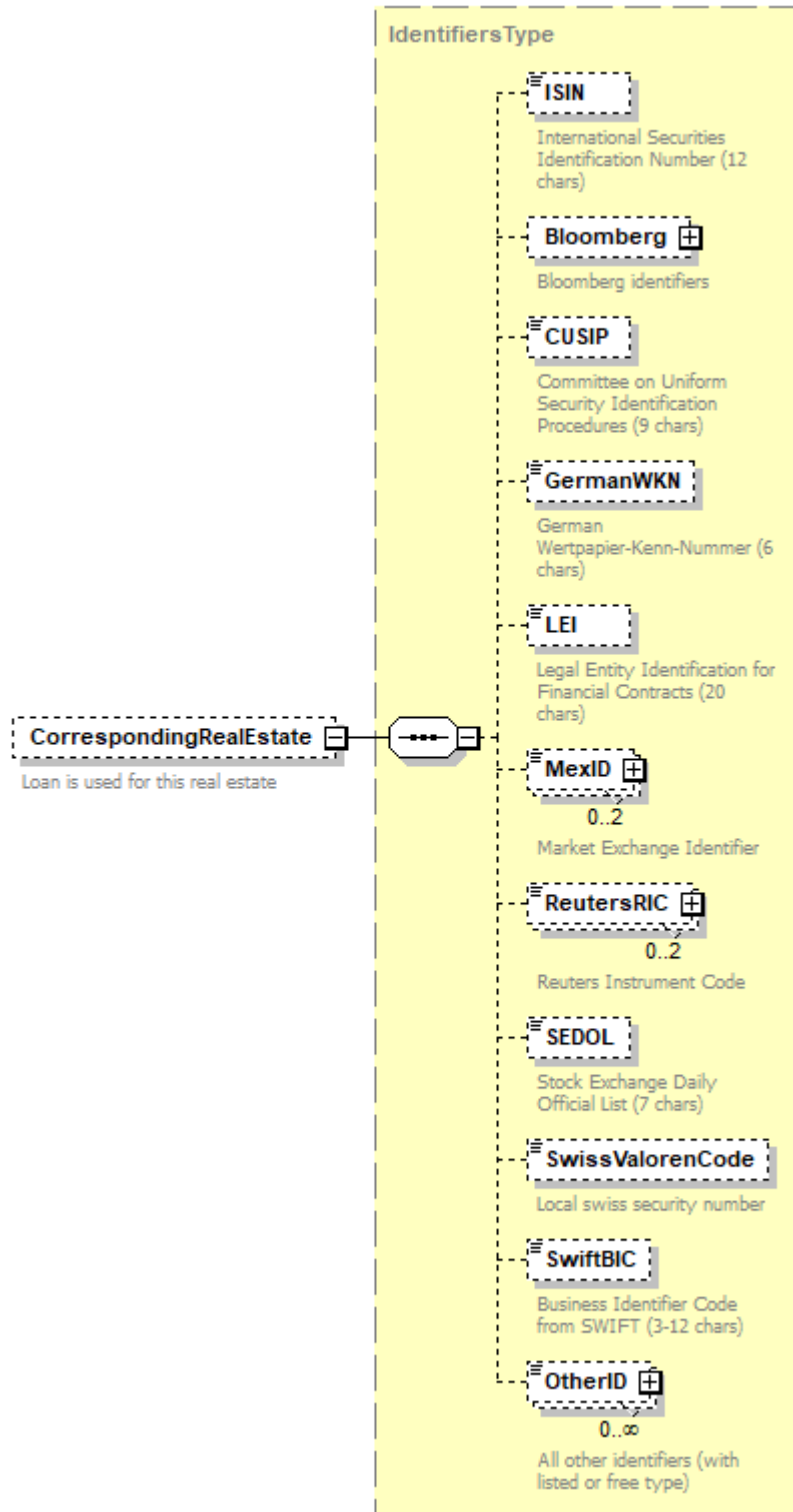 IdentifiersType
ISIN
International Securities
Identification Number (12
chars)
Bloomberg
Bloomberg identifiers
CUSIP
Committee on Uniform
Security Identification
Procedures (9 chars)
GermanWKN
German
Wertpapier-Kenn-Nummer (6
chars)
LEI
Legal Entity Identification for
Financial Contracts (20
chars)
CorrespondingRealEstate
Loan is used for this real estate
MexID
0..2
Market Exchange Identifier
ReutersRIC
0..2
Reuters Instrument Code
SEDOL
Stock Exchange Daily
Official List (7 chars)
SwissValorenCode
Local swiss security number
SwiftBIC
Business Identifier Code
from SWIFT (3-12 chars)
OtherID
0..∞
All other identifiers (with
listed or free type)